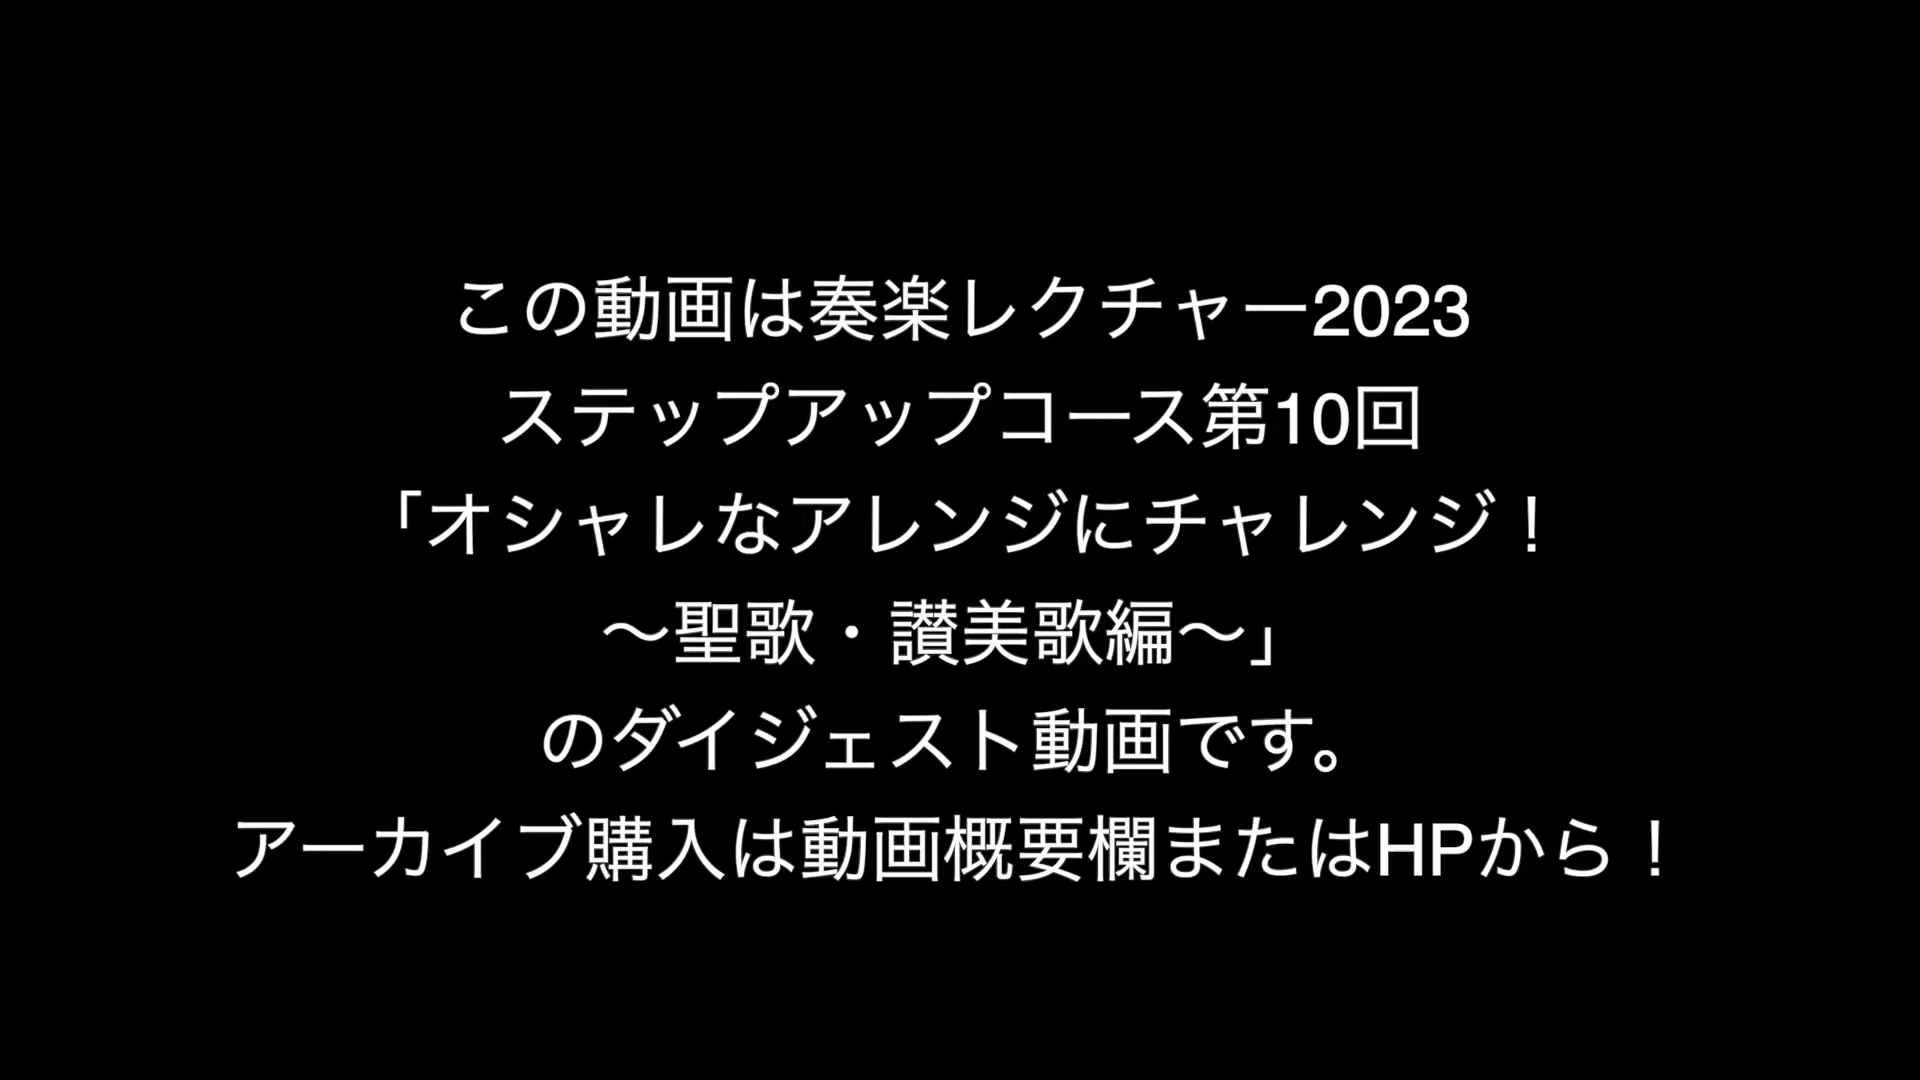 この動画は奏楽レクチャー2023
ステップアップコース第10回
「オシャレなアレンジにチャレンジ！
〜聖歌・讃美歌編〜」
のダイジェスト動画です。
アーカイブ購入は動画概要欄またはHPから！